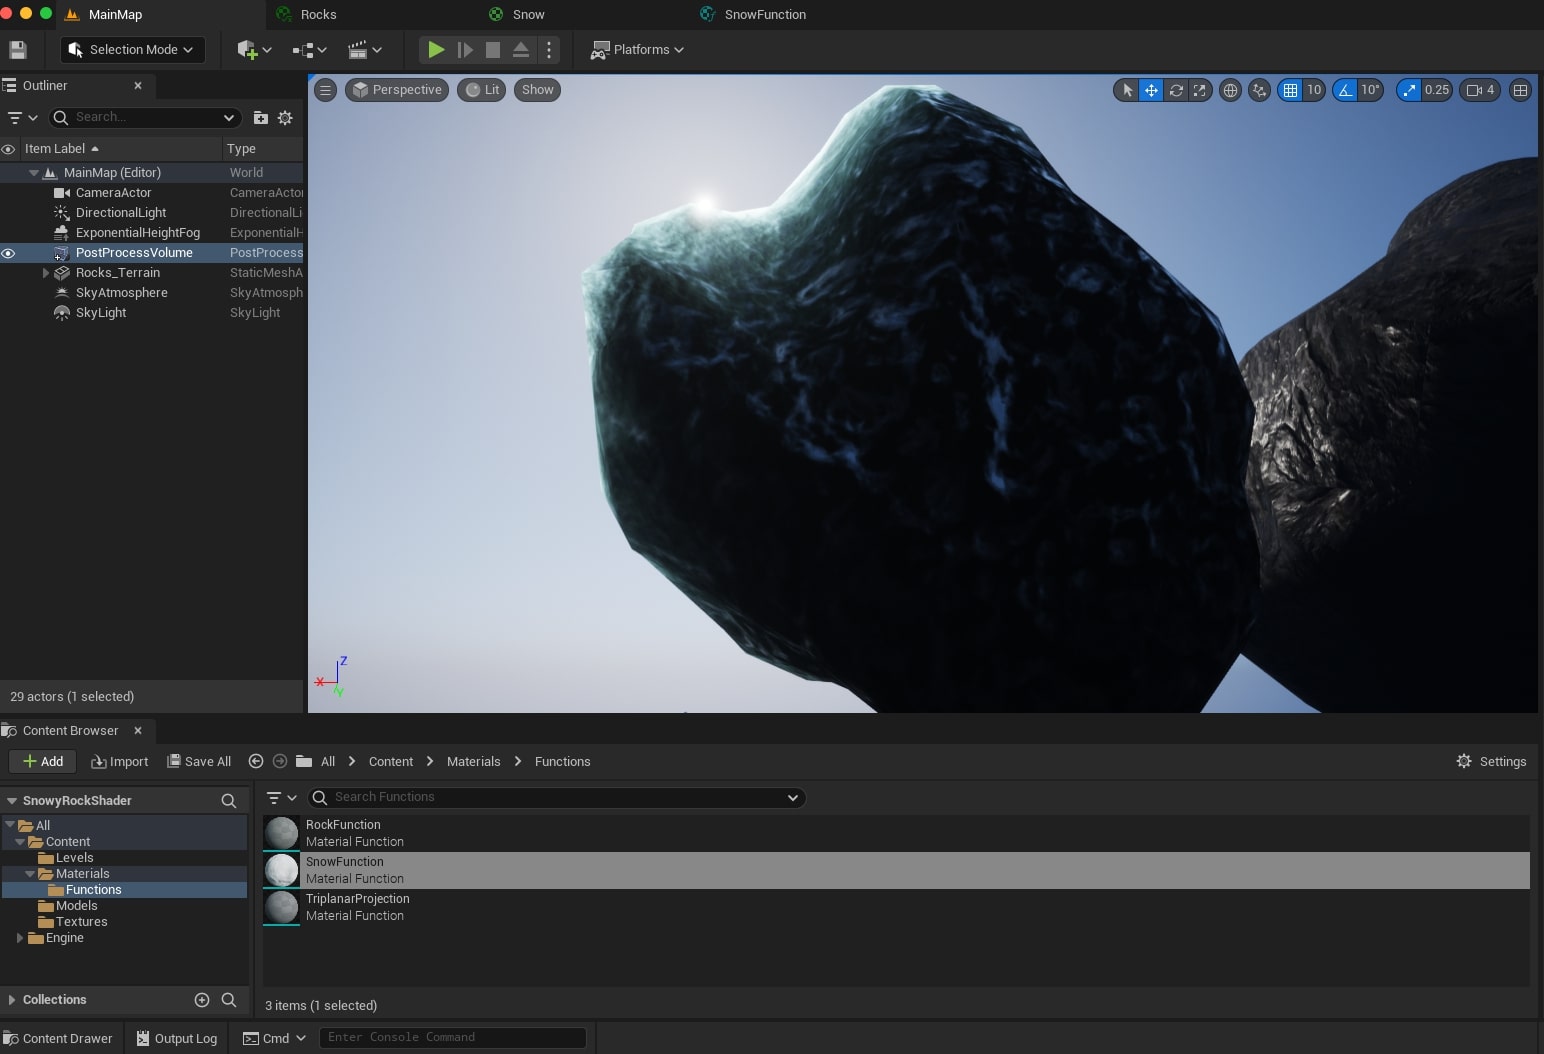 MainMap
Rocks
Snow
SnowFunction
Selection Mode
Platforms
Outliner
Search...
Item Label
Type
MainMap (Editor)
World
CameraActor
CameraActor
DirectionalLight
DirectionalLi
ExponentialHeightFog
ExponentialH
PostProcessVolume
PostProcess
Rocks_Terrain
StaticMeshA
SkyAtmosphere
SkyAtmosph
SkyLight
SkyLight
29 actors (1 selected)
Perspective
Lit
Show
10
10°
0.25
4
Z
X
Y
Content Browser
Add
Import
Save All
All
Content
Materials
Functions
Settings
SnowyRockShader
All
Content
Levels
Materials
Functions
Models
Textures
Engine
Collections
Search Functions
RockFunction
Material Function
SnowFunction
Material Function
TriplanarProjection
Material Function
3 items (1 selected)
Content Drawer
Output Log
Cmd
Enter Console Command